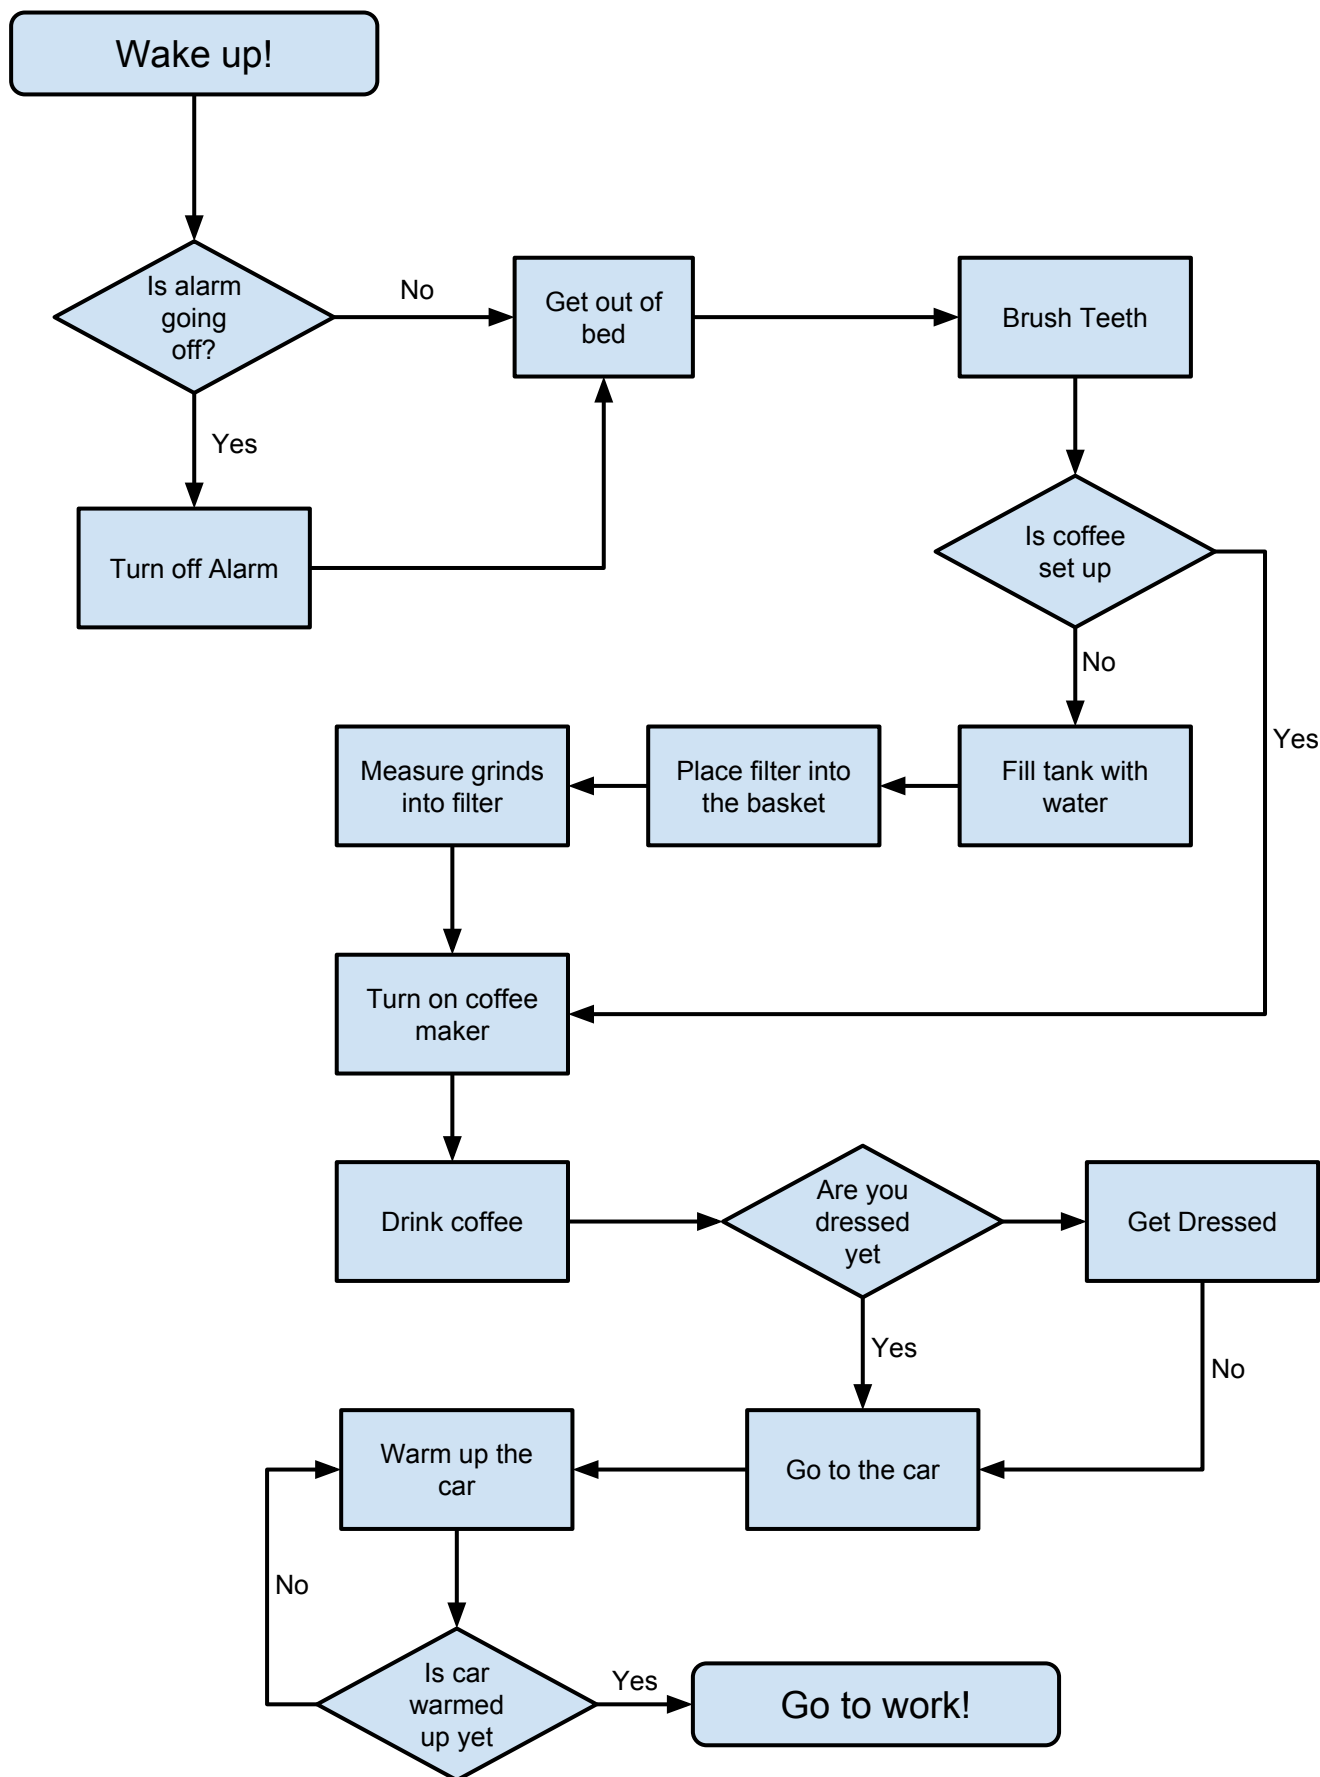 Wake up!
Is alarm
going
off?
No
Get out of
bed
Brush Teeth
Yes
Turn off Alarm
Is coffee
set up
No
Yes
Measure grinds
into filter
Place filter into
the basket
Fill tank with
water
Turn on coffee
maker
Drink coffee
Are you
dressed
yet
Get Dressed
Yes
No
Warm up the
car
Go to the car
No
Is car
warmed
up yet
Yes
Go to work!